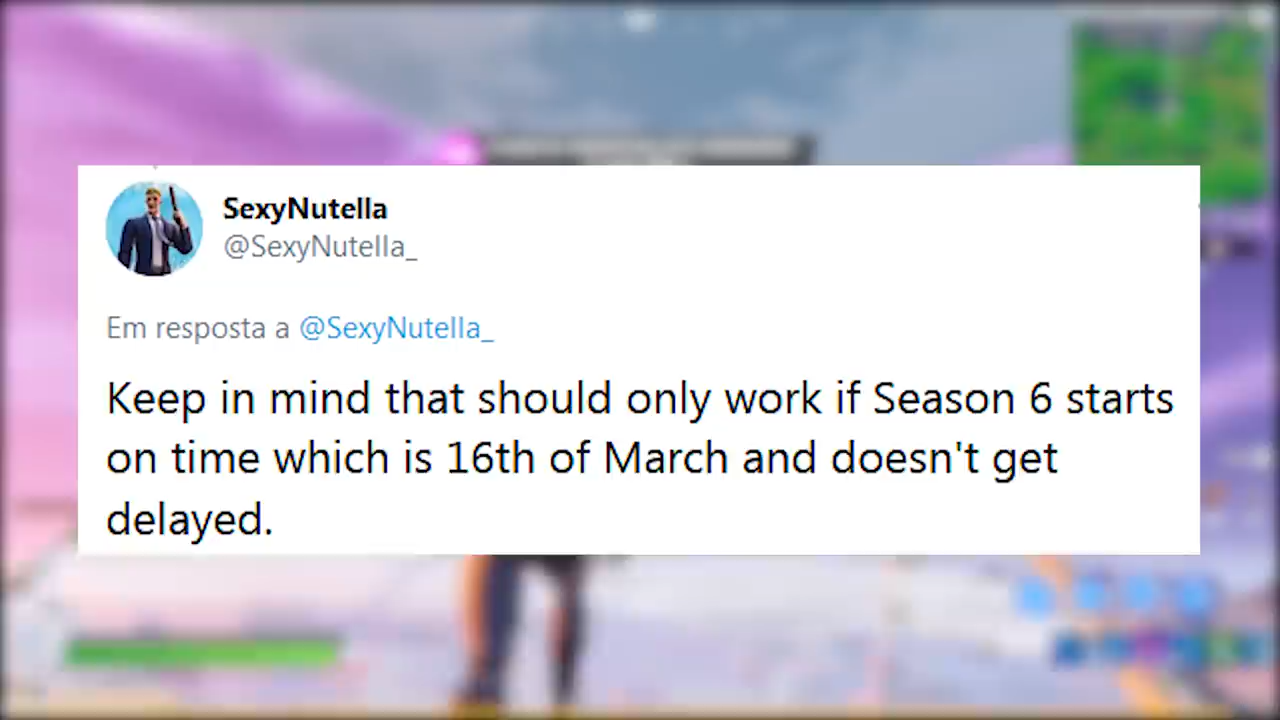 SexyNutella
@SexyNutella_
Em resposta a @SexyNutella_
Keep in mind that should only work if Season 6 starts
on time which is 16th of March and doesn't get
delayed.